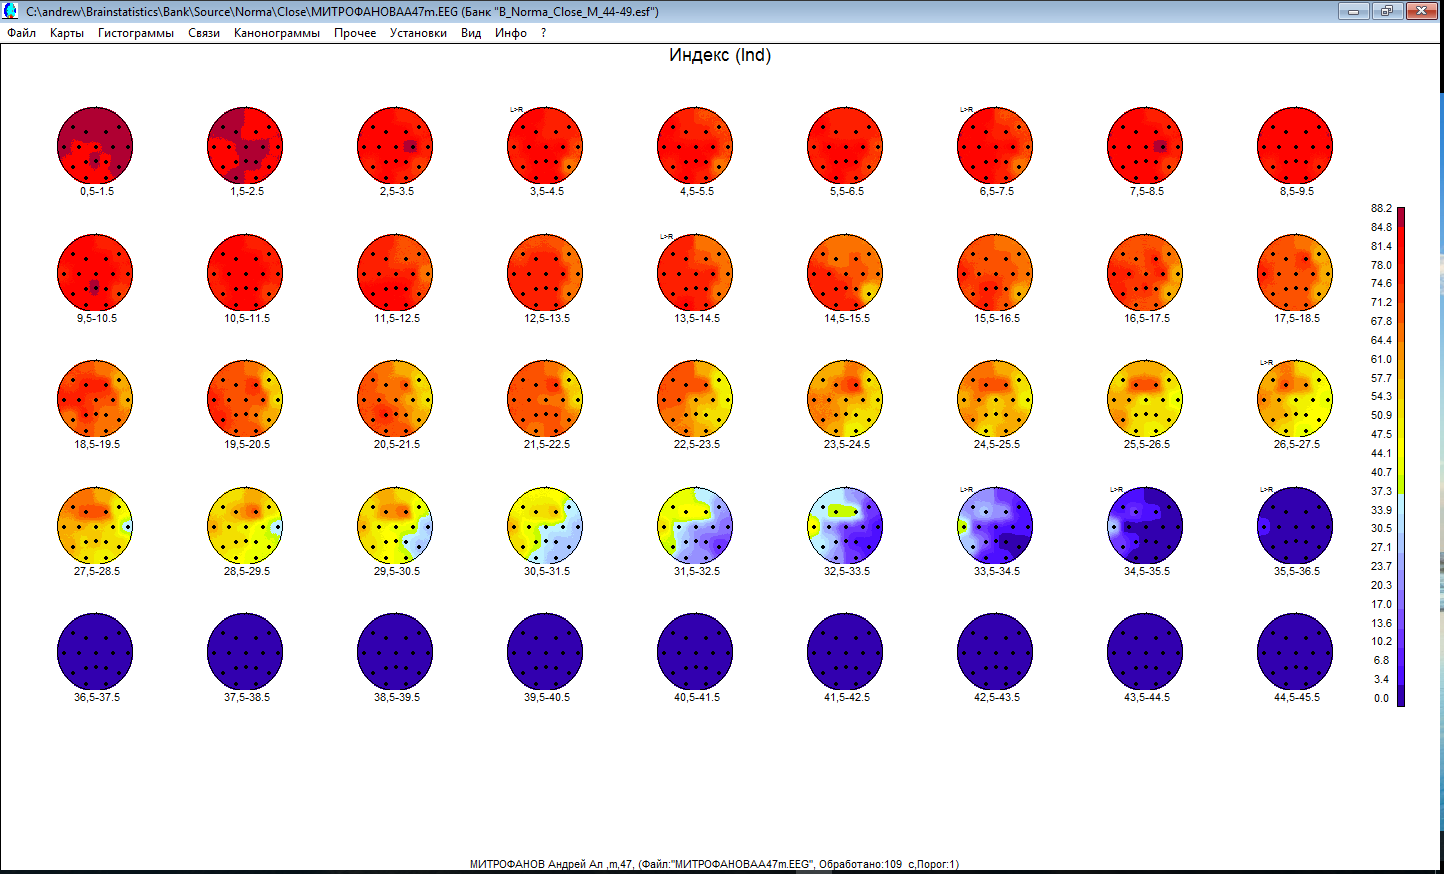 C:\andrew\Brainstatistics\Bank\Source\Norma\Close\МИТРОФАНОВАА47m.EEG (Банк "B_Norma_Close_M_44-49.esf")
Файл Карты Гистограммы Связи Канонограммы Прочее Установки Вид Инфо ?
Индекс (Ind)
L>R L>R
0,5-1.5 1,5-2.5 2,5-3.5 3,5-4.5 4,5-5.5 5,5-6.5 6,5-7.5 7,5-8.5 8,5-9.5
L>R
9,5-10.5 10,5-11.5 11,5-12.5 12,5-13.5 13,5-14.5 14,5-15.5 15,5-16.5 16,5-17.5 17,5-18.5
L>R
18,5-19.5 19,5-20.5 20,5-21.5 21,5-22.5 22,5-23.5 23,5-24.5 24,5-25.5 25,5-26.5 26,5-27.5
L>R L>R L>R
27,5-28.5 28,5-29.5 29,5-30.5 30,5-31.5 31,5-32.5 32,5-33.5 33,5-34.5 34,5-35.5 35,5-36.5
36,5-37.5 37,5-38.5 38,5-39.5 39,5-40.5 40,5-41.5 41,5-42.5 42,5-43.5 43,5-44.5 44,5-45.5
88.2
84.8
81.4
78.0
74.6
71.2
67.8
64.4
61.0
57.7
54.3
50.9
47.5
44.1
40.7
37.3
33.9
30.5
27.1
23.7
20.3
17.0
13.6
10.2
6.8
3.4
0.0
МИТРОФАНОВ Андрей Ал ,m,47, (Файл:"МИТРОФАНОВАА47m.EEG", Обработано:109 с,Порог:1)